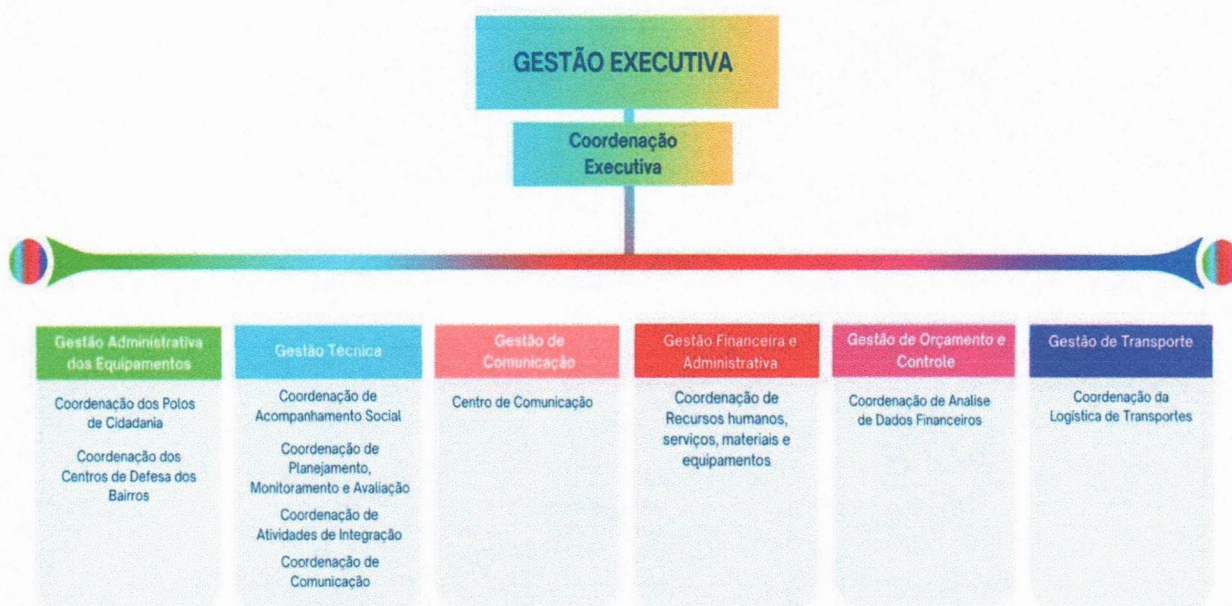 GESTÃO EXECUTIVA
Coordenação
Executiva
Gestão Administrativa
dos Equipamentos
Coordenação dos Polos
de Cidadania
Coordenação dos
Centros de Defesa dos
Bairros
Gestão Técnica
Coordenação de
Acompanhamento Social
Coordenação de
Planejamento,
Monitoramento e Avaliação
Coordenação de
Atividades de Integração
Coordenação de
Comunicação
Gestão de
Comunicação
Centro de Comunicação
Gestão Financeira e
Administrativa
Coordenação de
Recursos humanos,
serviços, materiais e
equipamentos
Gestão de Orçamento e
Controle
Coordenação de Analise
de Dados Financeiros
Gestão de Transporte
Coordenação da
Logística de Transportes